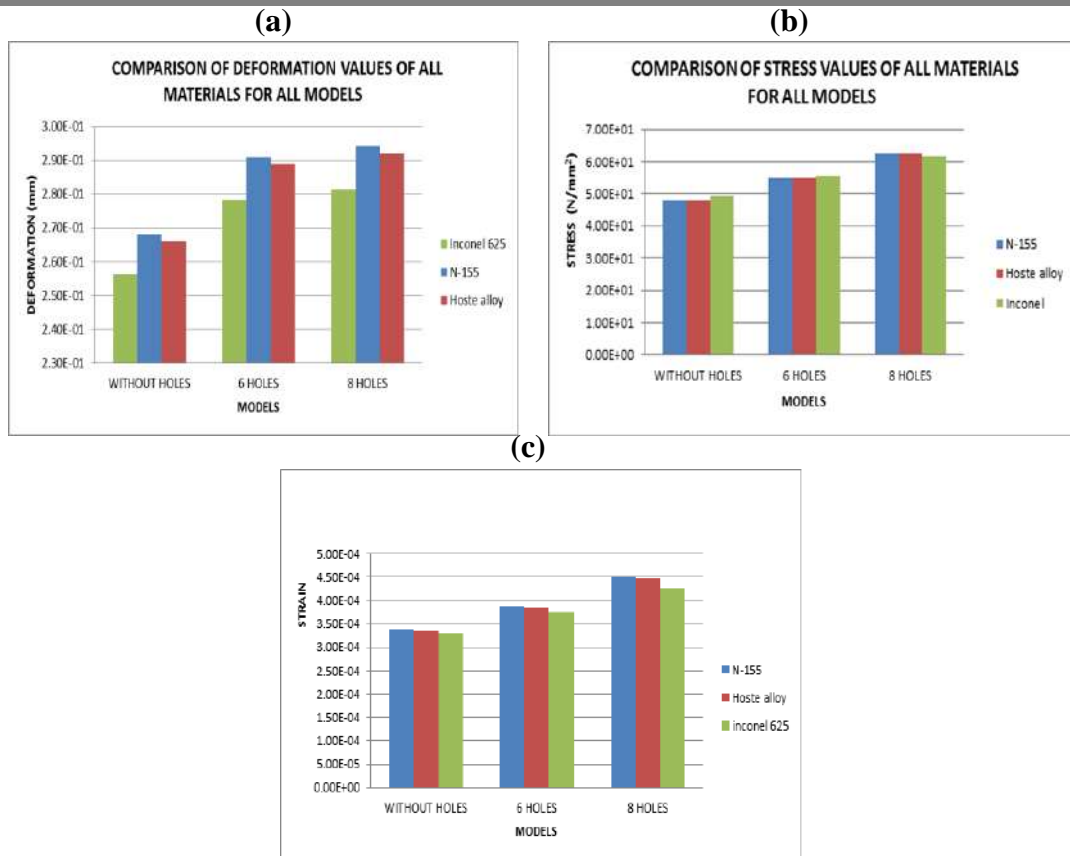 (a)
COMPARISON OF DEFORMATION VALUES OF ALL
MATERIALS FOR ALL MODELS
3.00E-01
2.90E-01
2.80E-01
2.70E-01
2.60E-01
2.50E-01
2.40E-01
2.30E-01
DEFORMATION (mm)
WITHOUT HOLES
6 HOLES
8 HOLES
MODELS
Inconel 625
N-155
Hoste alloy
(b)
COMPARISON OF STRESS VALUES OF ALL MATERIALS
FOR ALL MODELS
7.00E+01
6.00E+01
5.00E+01
4.00E+01
3.00E+01
2.00E+01
1.00E+01
0.00E+00
STRESS (N/mm²)
WITHOUT HOLES
6 HOLES
8 HOLES
MODELS
N-155
Hoste alloy
Inconel
(c)
5.00E-04
4.50E-04
4.00E-04
3.50E-04
3.00E-04
2.50E-04
2.00E-04
1.50E-04
1.00E-04
5.00E-05
0.00E+00
STRAIN
WITHOUT HOLES
6 HOLES
8 HOLES
MODELS
N-155
Hoste alloy
inconel 625